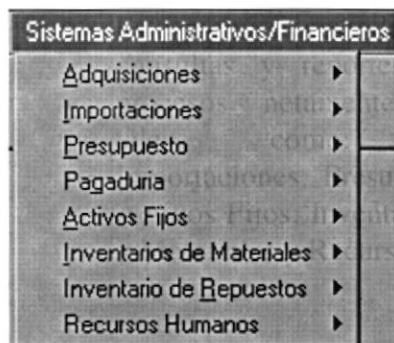 Sistemas Administrativos/Financieros
Adquisiciones
Importaciones
Presupuesto
Pagaduria
Activos Fijos
Inventarios de Materiales
Inventario de Repuestos
Recursos Humanos